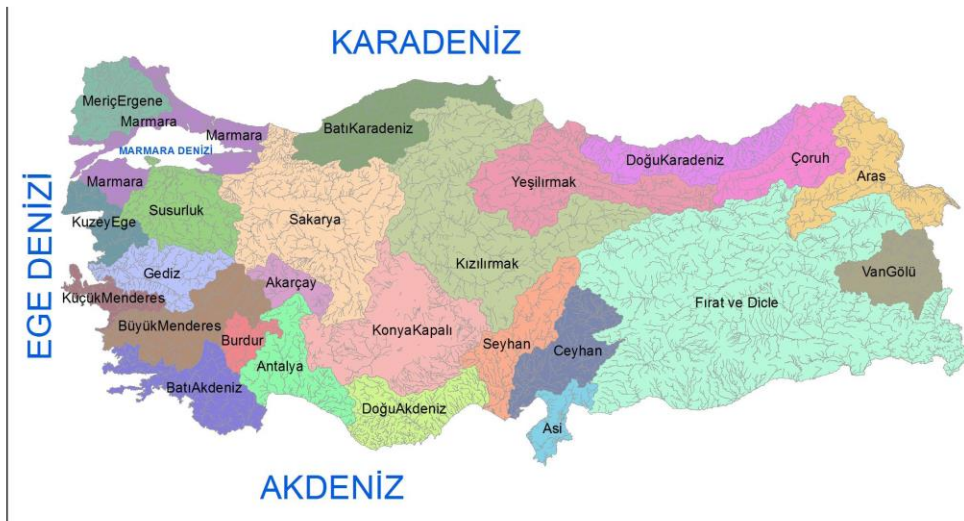 KARADENİZ
MeriçErgene
Marmara
Marmara
MARMARA DENİZİ
BatıKaradeniz
DoğuKaradeniz
Çoruh
Aras
Yeşilırmak
Marmara
KuzeyEge
Susurluk
Sakarya
Kızılırmak
VanGölü
Gediz
Akarçay
Fırat ve Dicle
KüçükMenderes
BüyükMenderes
Burdur
KonyaKapalı
Seyhan
Ceyhan
Antalya
BatıAkdeniz
DoğuAkdeniz
Asi
EGE DENİZİ
AKDENİZ